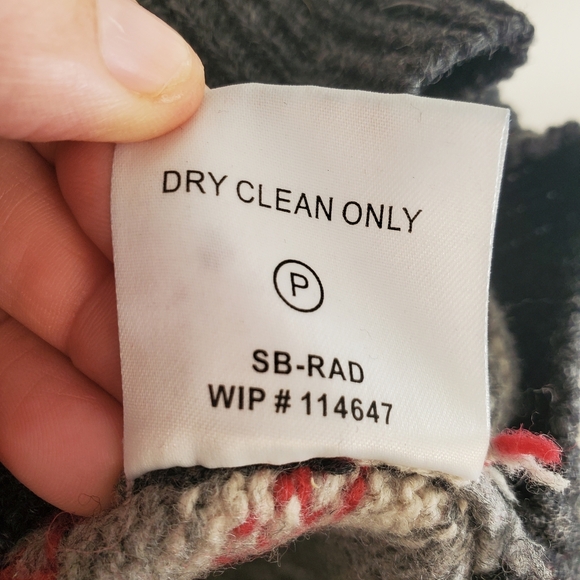 DRY CLEAN ONLY
P
SB-RAD
WIP # 114647